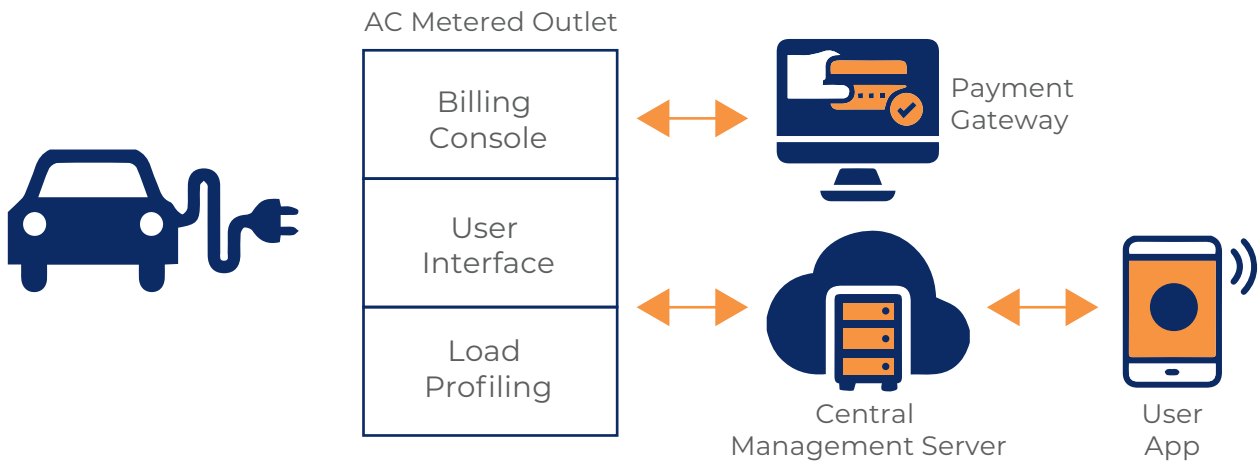 AC Metered Outlet
Billing
Console
Payment
Gateway
User
Interface
Load
Profiling
Central
Management Server
User
App